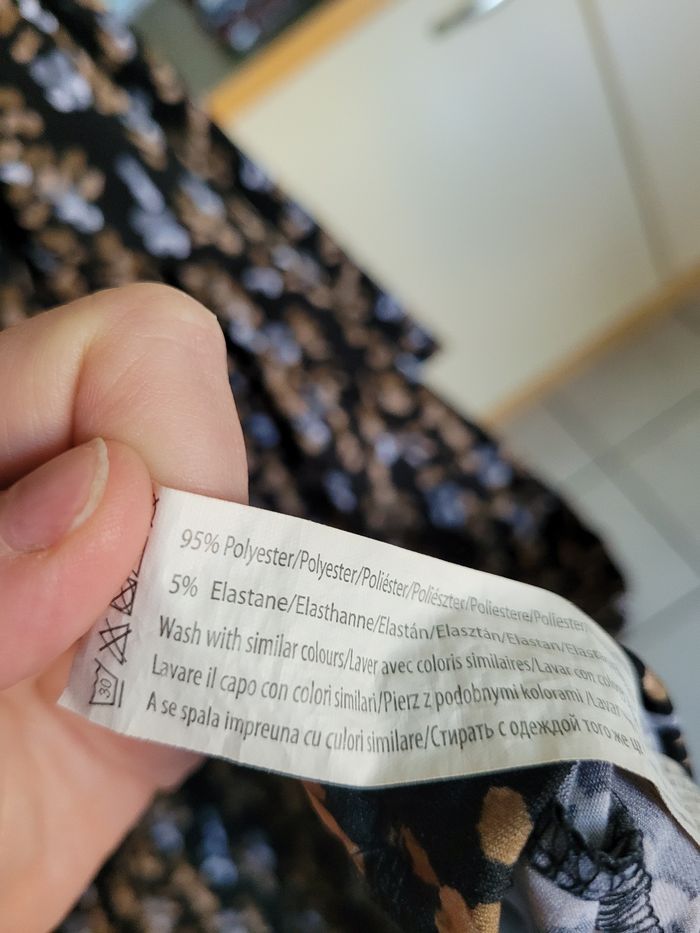 95% Polyester/Polyester/Poliéster/Poliészter/Poliestere/Poliester/
5% Elastane/Elasthanne/Elastán/Elasztán/Elastan/Elastin
Wash with similar colours/Laver avec coloris similaires/Lavar con
Lavare il capo con colori similari/Pierz z podobnymi kolorami /Lavar
A se spala impreuna cu culori similare/Стирать с одеждой того же
30